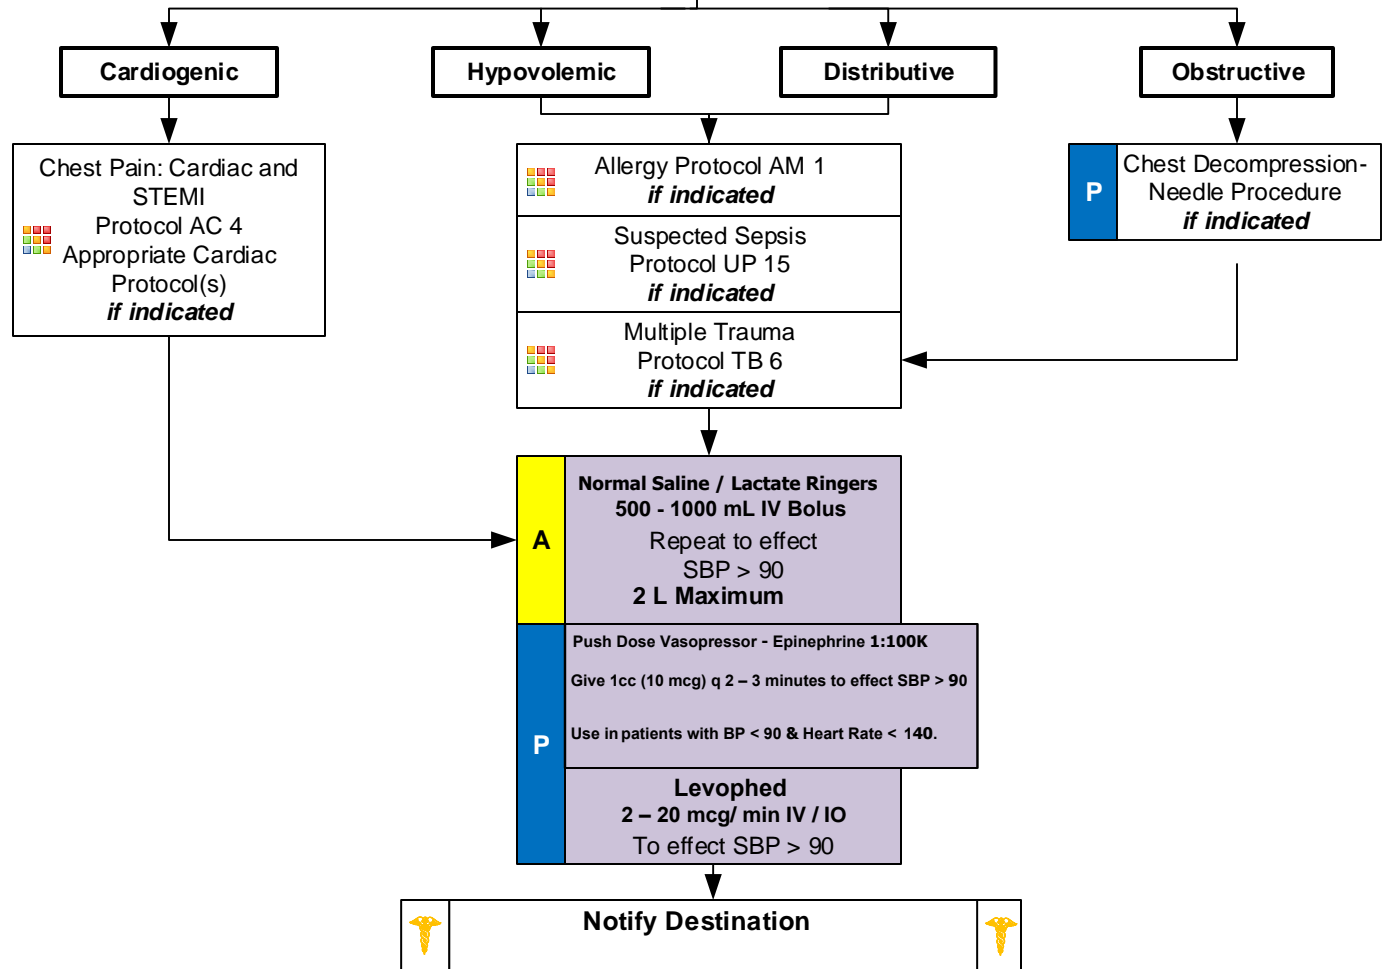 Cardiogenic
Hypovolemic
Distributive
Obstructive
Chest Pain: Cardiac and
STEMI
Protocol AC 4
Appropriate Cardiac
Protocol(s)
if indicated
Allergy Protocol AM 1
if indicated
Suspected Sepsis
Protocol UP 15
if indicated
Multiple Trauma
Protocol TB 6
if indicated
P
Chest Decompression-
Needle Procedure
if indicated
A
Normal Saline / Lactate Ringers
500 - 1000 mL IV Bolus
Repeat to effect
SBP > 90
2 L Maximum
P
Push Dose Vasopressor - Epinephrine 1:100K
Give 1cc (10 mcg) q 2 – 3 minutes to effect SBP > 90
Use in patients with BP < 90 & Heart Rate < 140.
Levophed
2 – 20 mcg/ min IV / IO
To effect SBP > 90
Notify Destination